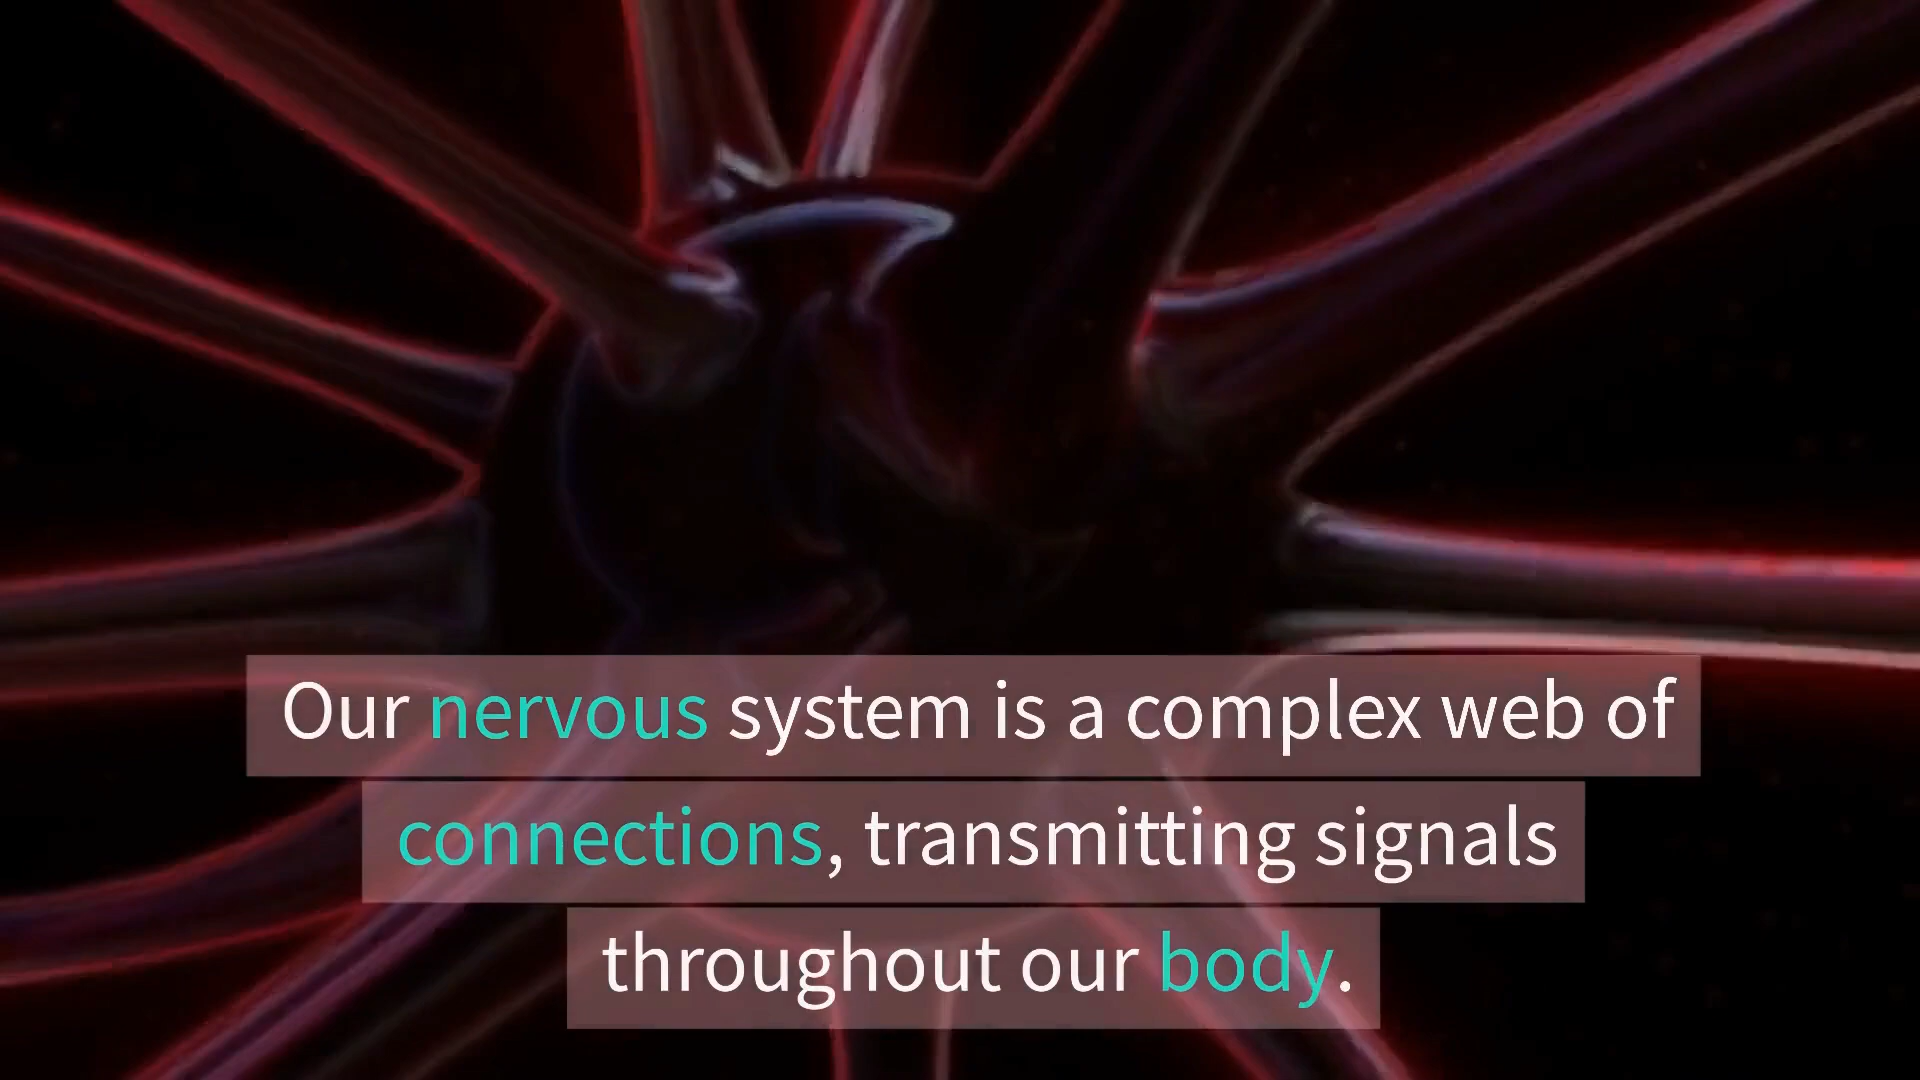 Our nervous system is a complex web of
connections, transmitting signals
throughout our body.